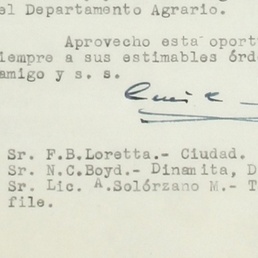 el Departamento Agrario.
Aprovecho esta oport
siempre a sus estimables órde
amigo y s. s.
Sr. F.B.Loretta.- Ciudad.
Sr. N.C.Boyd.- Dinamita, D
Sr. Lic. A.Solórzano M.- T
file.